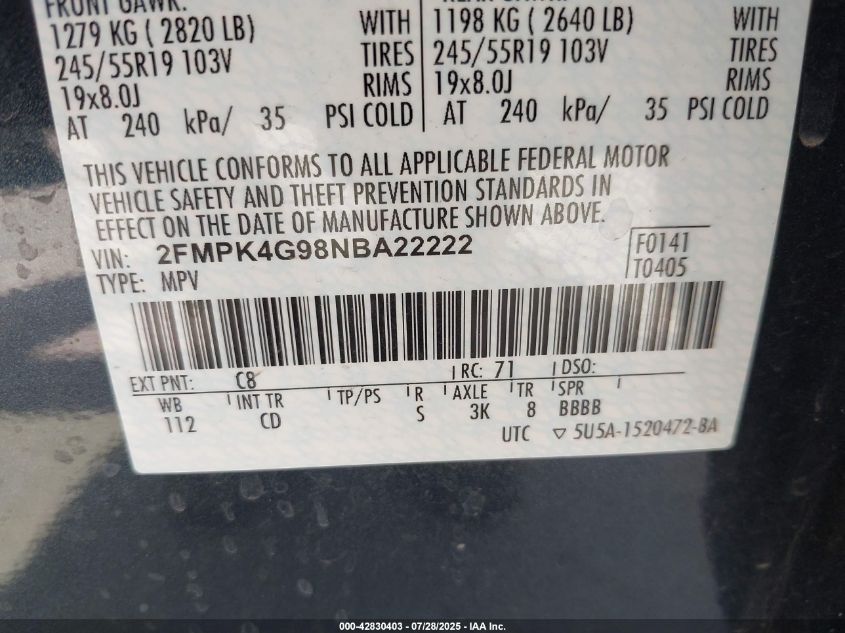 FRONT GAWR:
1279 KG ( 2820 LB) WITH
245/55R19 103V TIRES
19x8.0J RIMS
AT 240 kPa/ 35 PSI COLD
1198 KG ( 2640 LB) WITH
245/55R19 103V TIRES
19x8.0J RIMS
AT 240 kPa/ 35 PSI COLD
THIS VEHICLE CONFORMS TO ALL APPLICABLE FEDERAL MOTOR
VEHICLE SAFETY AND THEFT PREVENTION STANDARDS IN
EFFECT ON THE DATE OF MANUFACTURE SHOWN ABOVE.
VIN: 2FMPK4G98NBA22222
F0141
T0405
TYPE: MPV
EXT PNT: C8 RC: 71 DSO:
WB INT TR TP/PS R AXLE TR SPR
112 CD S 3K 8 BBBB
UTC ▽ 5U5A-1520472-BA
000-42830403 / 07/28/2025 - IAA Inc.